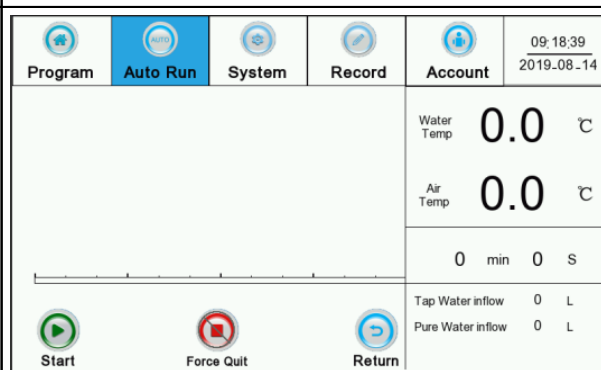 AUTO
Program Auto Run System Record Account
09:18:39
2019-08-14
Water
Temp 0.0 ℃
Air
Temp 0.0 ℃
0 min 0 S
Tap Water inflow 0 L
Pure Water inflow 0 L
Start Force Quit Return